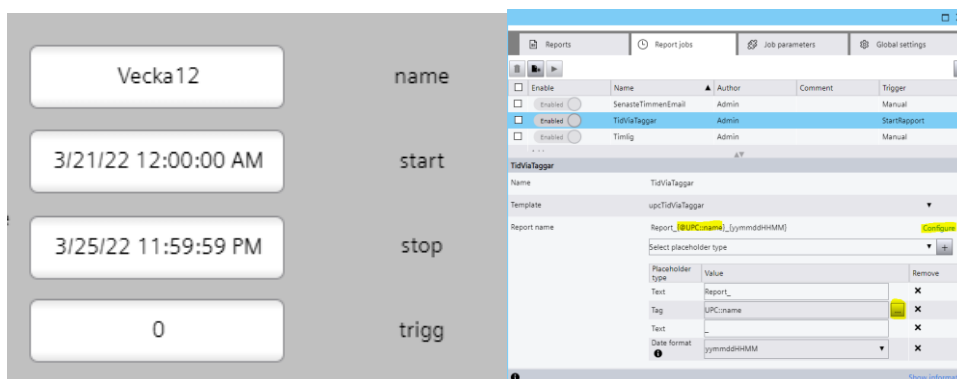 Vecka12 name
3/21/22 12:00:00 AM start
3/25/22 11:59:59 PM stop
0 trigg
Reports Report jobs Job parameters Global settings
Enable Name Author Comment Trigger
Enabled SenasteTimmenEmail Admin Manual
Enabled TidViaTaggar Admin StartRapport
Enabled Timlig Admin Manual
TidViaTaggar
Name TidViaTaggar
Template upcTidViaTaggar
Report name Report_{@UPC::name}_{yymmddHHMM} Configure
Select placeholder type
Placeholder type Value Remove
Text Report_
Tag UPC::name ...
Text _
Date format yymmddHHMM
Show informat